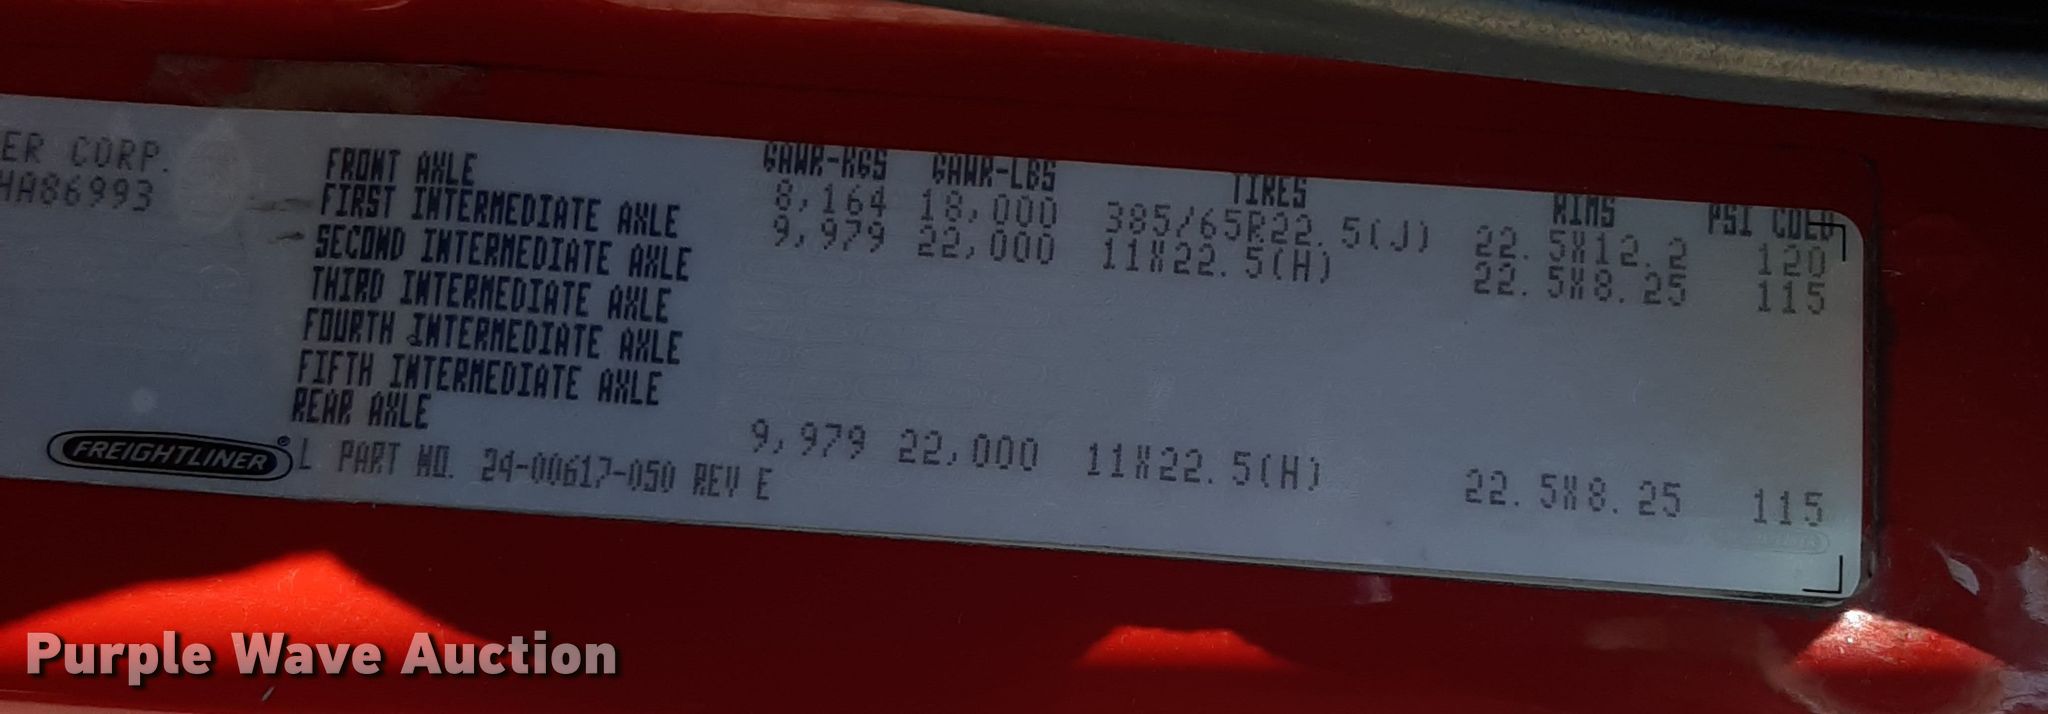 ER CORP.
HA86993
GAWR-KGS GAWR-LBS TIRES RIMS PSI COLD
FRONT AXLE 8,164 18,000 385/65R22.5(J) 22.5X12.2 120
FIRST INTERMEDIATE AXLE 9,979 22,000 11X22.5(H) 22.5X8.25 115
SECOND INTERMEDIATE AXLE
THIRD INTERMEDIATE AXLE
FOURTH INTERMEDIATE AXLE
FIFTH INTERMEDIATE AXLE
REAR AXLE 9,979 22,000 11X22.5(H) 22.5X8.25 115
FREIGHTLINER® L PART NO. 24-00617-050 REV E
Purple Wave Auction